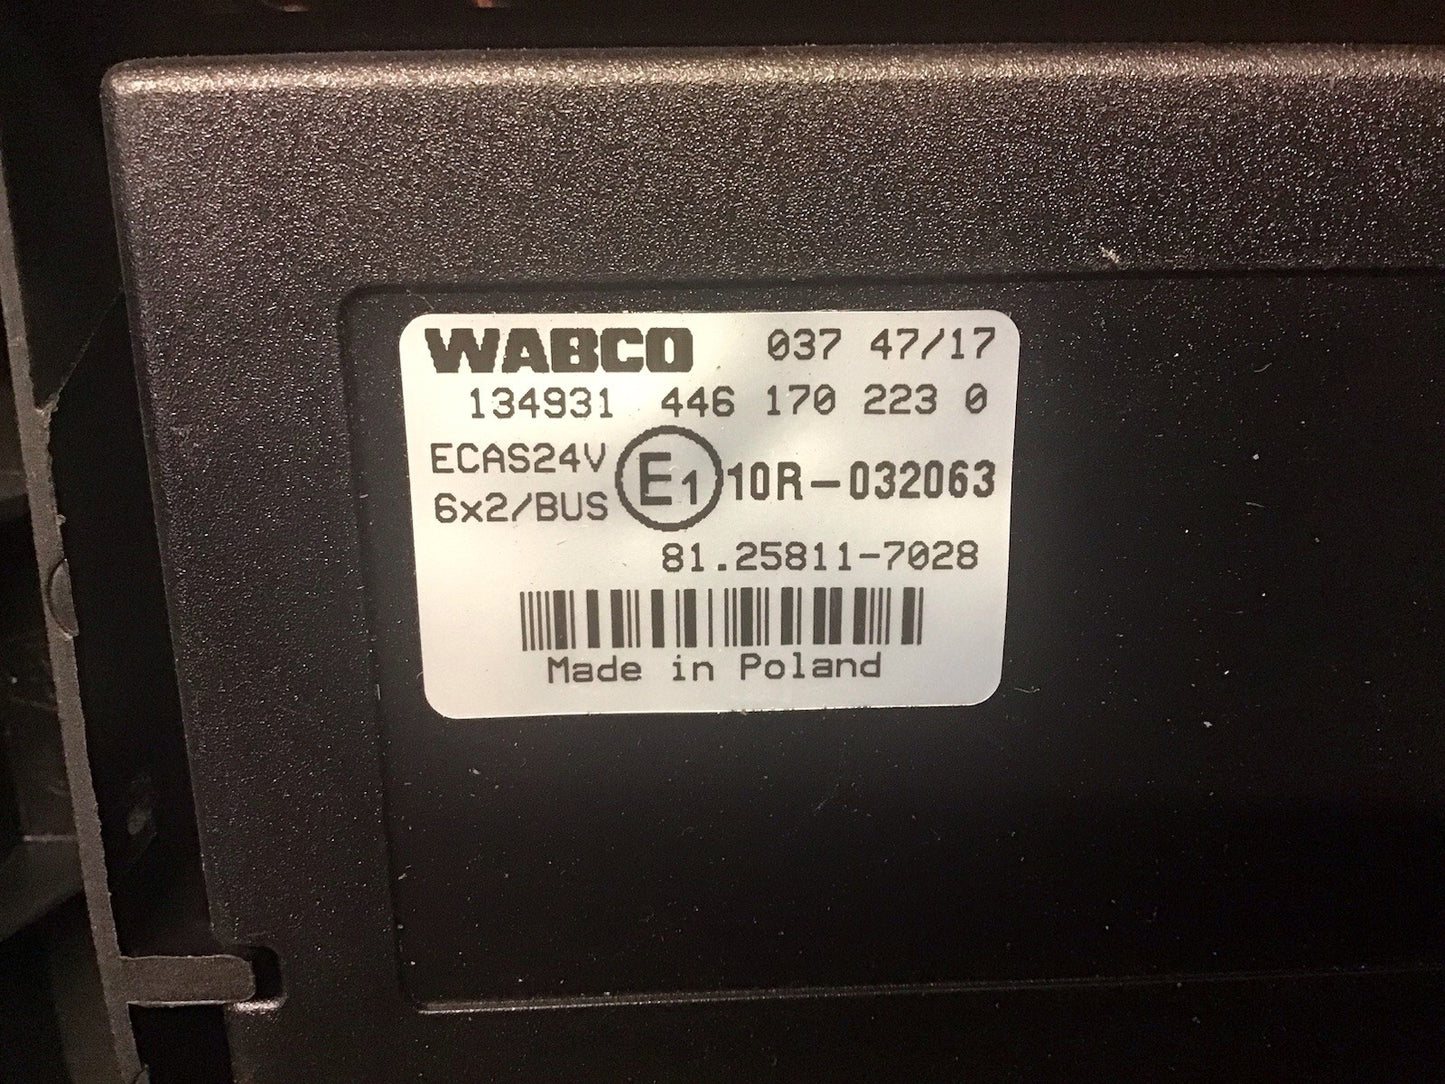 WABCO 037 47/17
134931 446 170 223 0
ECAS24V
6x2/BUS
E1 10R-032063
81.25811-7028
Made in Poland